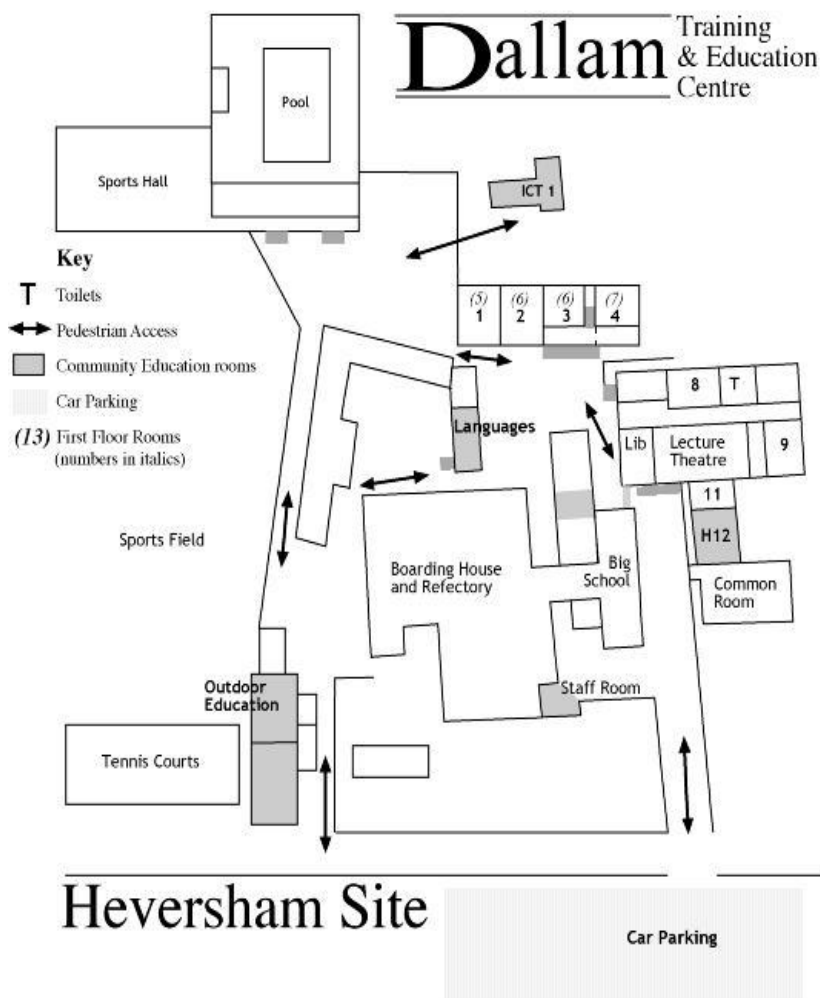 Dallam
Training
& Education
Centre
Pool
Sports Hall
ICT 1
Key
T Toilets
Pedestrian Access
Community Education rooms
Car Parking
(13) First Floor Rooms
(numbers in italics)
(5) (6) (6) (7)
1 2 3 4
8 T
Languages
Lib
Lecture
Theatre
9
11
H12
Sports Field
Boarding House
and Refectory
Big
School
Common
Room
Outdoor
Education
Staff Room
Tennis Courts
Heversham Site
Car Parking